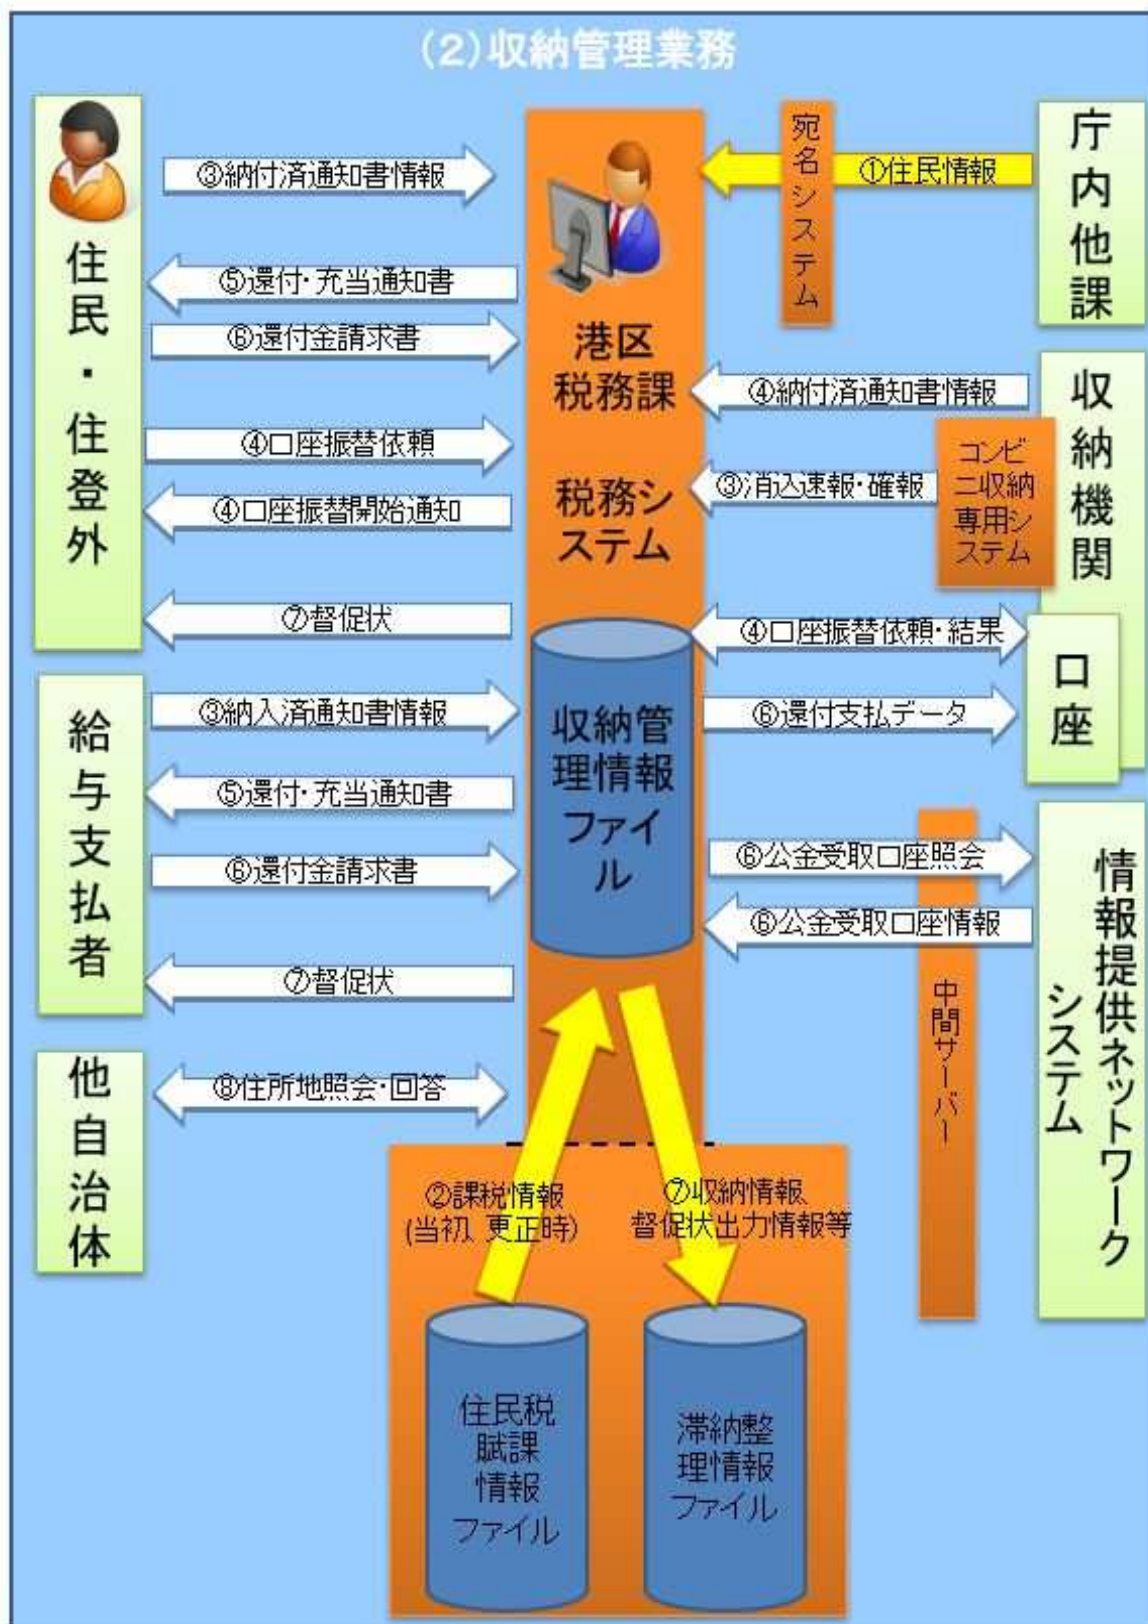 (2)収納管理業務
住民・住登外
③納付済通知書情報
⑤還付・充当通知書
⑥還付金請求書
④口座振替依頼
④口座振替開始通知
⑦督促状
給与支払者
③納入済通知書情報
⑤還付・充当通知書
⑥還付金請求書
⑦督促状
他自治体
⑧住所地照会・回答
港区
税務課
税務シ
ステム
収納管
理情報
ファイ
ル
宛名システム
①住民情報
庁内他課
④納付済通知書情報
③消込速報・確報
コンビ
ニ収納
専用シ
ステム
収納機関
④口座振替依頼・結果
⑥還付支払データ
口座
⑥公金受取口座照会
⑥公金受取口座情報
中間サーバー
情報提供ネットワーク
システム
②課税情報
(当初、更正時)
⑦収納情報、
督促状出力情報等
住民税
賦課
情報
ファイル
滞納整
理情報
ファイル